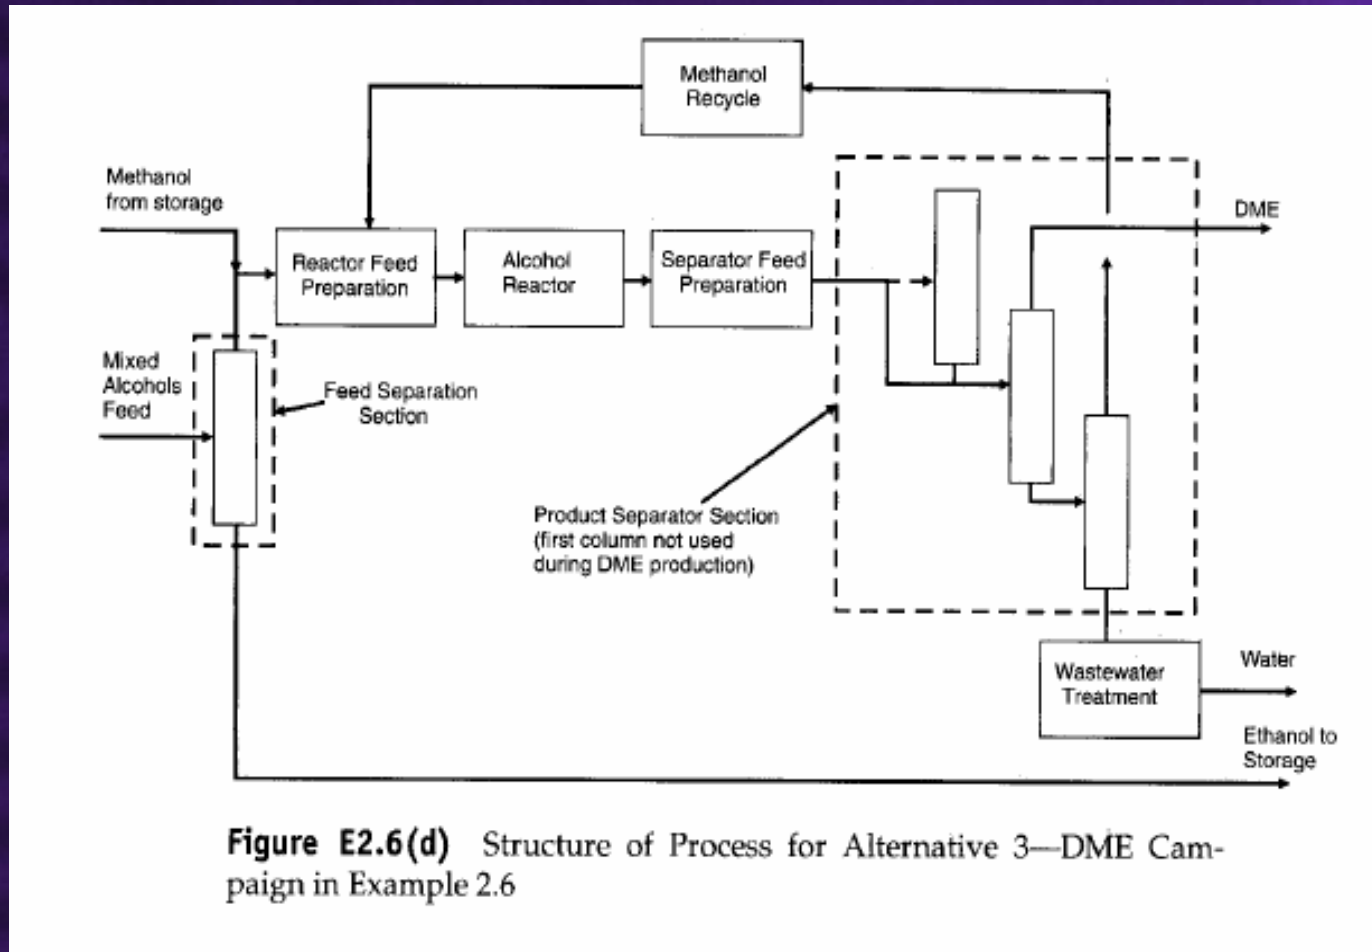 Methanol
Recycle
Methanol
from storage
DME
Reactor Feed
Preparation
Alcohol
Reactor
Separator Feed
Preparation
Mixed
Alcohols
Feed
Feed Separation
Section
Product Separator Section
(first column not used
during DME production)
Wastewater
Treatment
Water
Ethanol to
Storage
Figure E2.6(d) Structure of Process for Alternative 3—DME Cam-
paign in Example 2.6